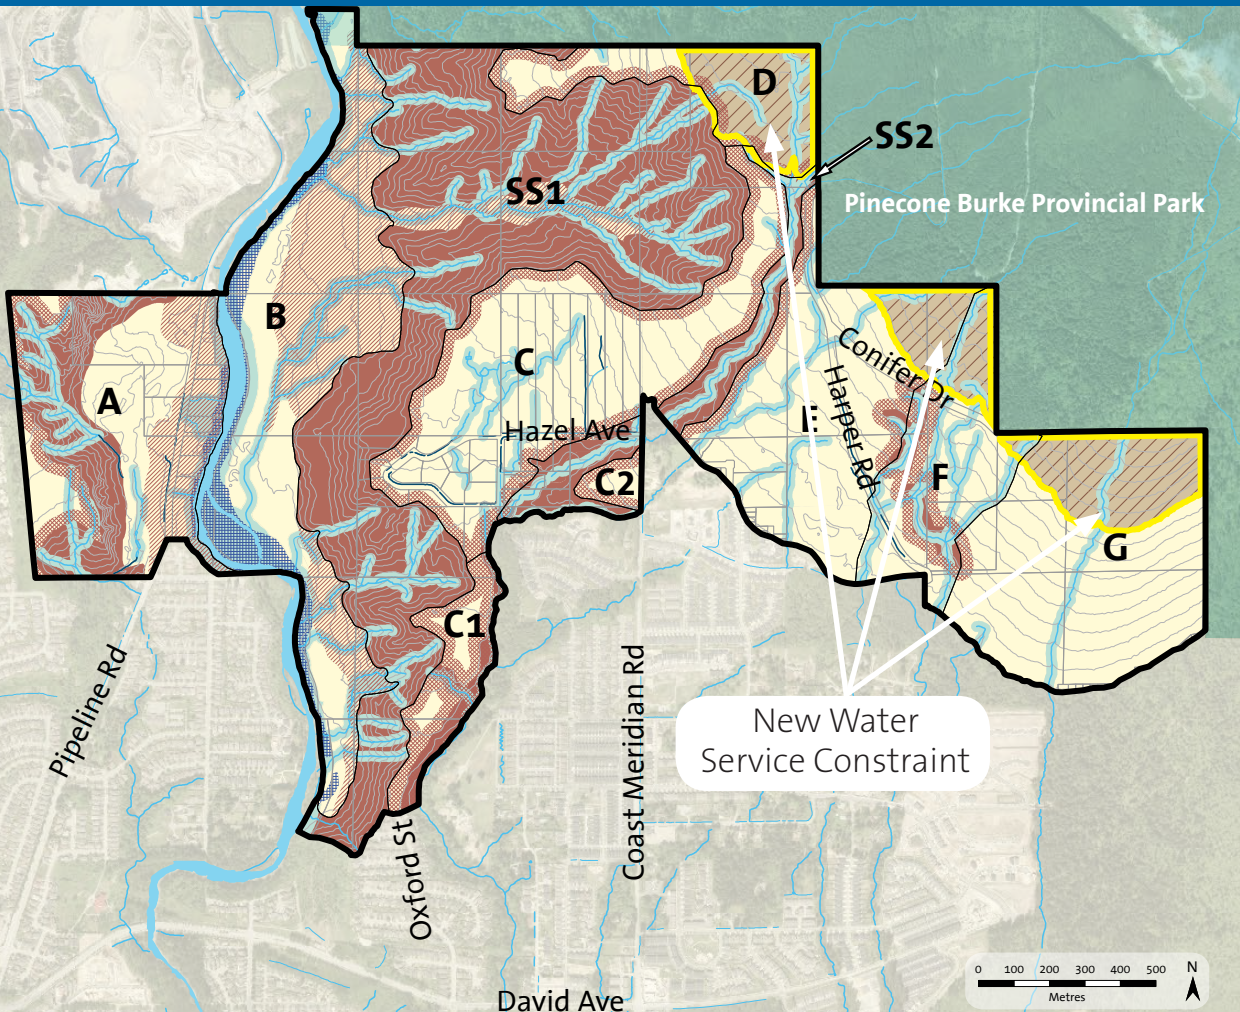 D
SS2
SS1
Pinecone Burke Provincial Park
B
Conifer Dr
C
Harper Rd
A
E
Hazel Ave
C2
F
G
C1
Pipeline Rd
Coast Meridian Rd
New Water
Service Constraint
Oxford St
0 100 200 300 400 500
Metres
N
David Ave